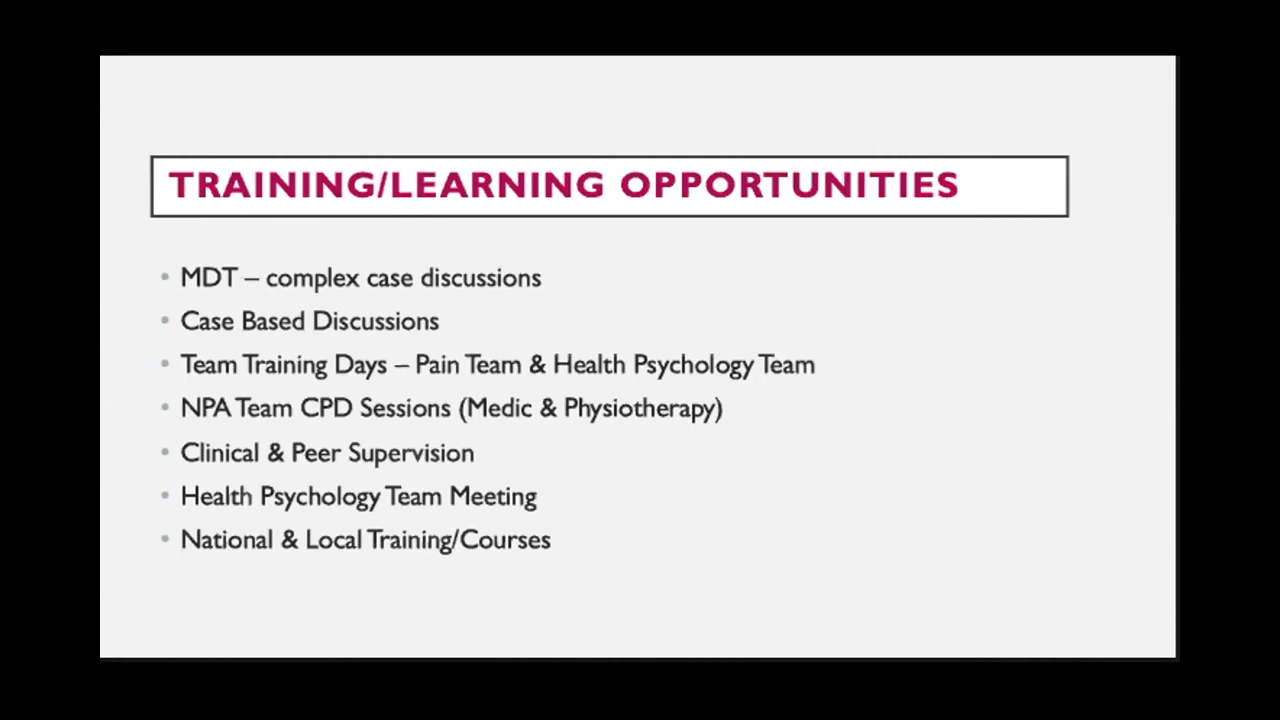 TRAINING/LEARNING OPPORTUNITIES
• MDT – complex case discussions
• Case Based Discussions
• Team Training Days – Pain Team & Health Psychology Team
• NPA Team CPD Sessions (Medic & Physiotherapy)
• Clinical & Peer Supervision
• Health Psychology Team Meeting
• National & Local Training/Courses